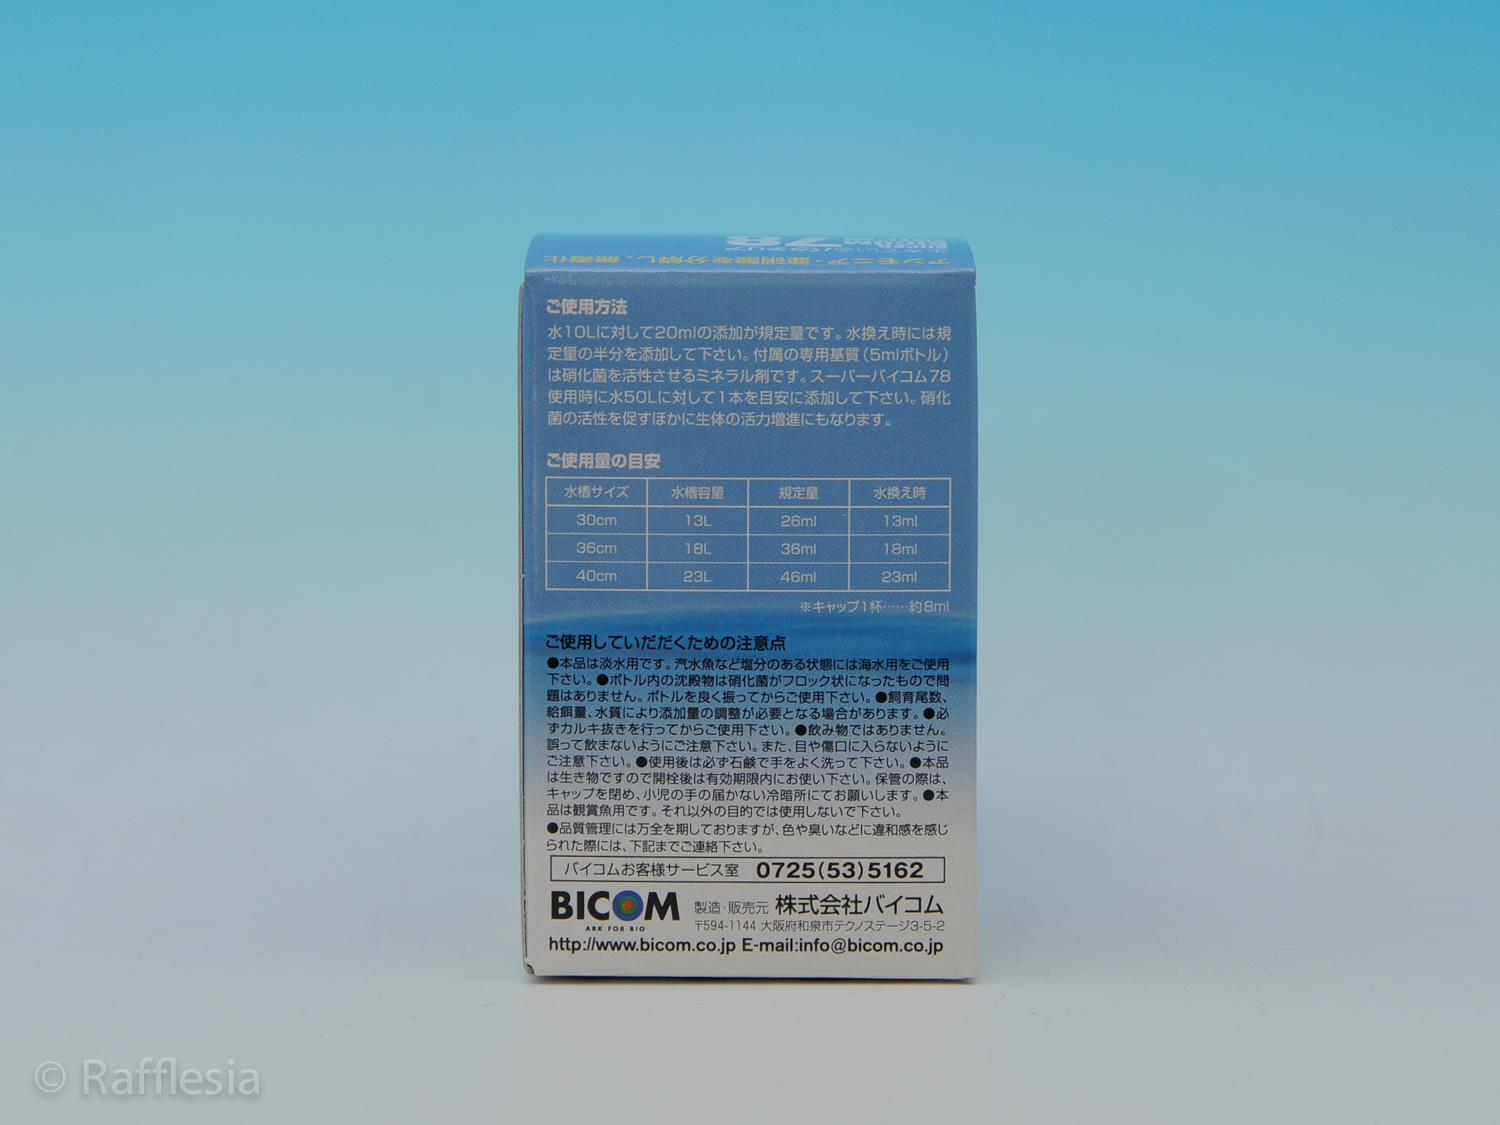 アンモニア・亜硝酸を分解し、無毒化
78
ご使用方法
水10Lに対して20mlの添加が規定量です。水換え時には規
定量の半分を添加して下さい。付属の専用基質(5mlボトル)
は硝化菌を活性させるミネラル剤です。スーパーバイコム78
使用時に水50Lに対して1本を目安に添加して下さい。硝化
菌の活性を促すほかに生体の活力増進にもなります。
ご使用量の目安
水槽サイズ 水槽容量 規定量 水換え時
30cm 13L 26ml 13ml
36cm 18L 36ml 18ml
40cm 23L 46ml 23ml
※キャップ1杯……約8ml
ご使用していだだくための注意点
●本品は淡水用です。汽水魚など塩分のある状態には海水用をご使用
下さい。●ボトル内の沈殿物は硝化菌がフロック状になったもので問
題はありません。ボトルを良く振ってからご使用下さい。●飼育尾数、
給餌量、水質により添加量の調整が必要となる場合があります。●必
ずカルキ抜きを行ってからご使用下さい。●飲み物ではありません。
誤って飲まないようにご注意下さい。また、目や傷口に入らないように
ご注意下さい。●使用後は必ず石鹸で手をよく洗って下さい。●本品
は生き物ですので開栓後は有効期限内にお使い下さい。保管の際は、
キャップを閉め、小児の手の届かない冷暗所にてお願いします。●本
品は観賞魚用です。それ以外の目的では使用しないで下さい。
●品質管理には万全を期しておりますが、色や臭いなどに違和感を感じ
られた際には、下記までご連絡下さい。
バイコムお客様サービス室 0725(53)5162
BICOM 製造・販売元 株式会社バイコム
ARK FOR BIO 〒594-1144 大阪府和泉市テクノステージ3-5-2
http://www.bicom.co.jp E-mail:info@bicom.co.jp
© Rafflesia